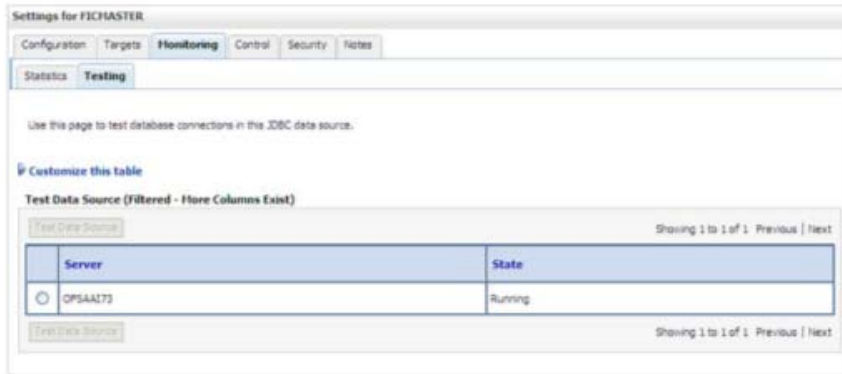 Settings for FICMASTER
Configuration Targets Monitoring Control Security Notes
Statistics Testing
Use this page to test database connections in this JDBC data source.
Customize this table
Test Data Source (Filtered - More Columns Exist)
Test Data Source Showing 1 to 1 of 1 Previous | Next
Server State
OFSAAI73 Running
Test Data Source Showing 1 to 1 of 1 Previous | Next